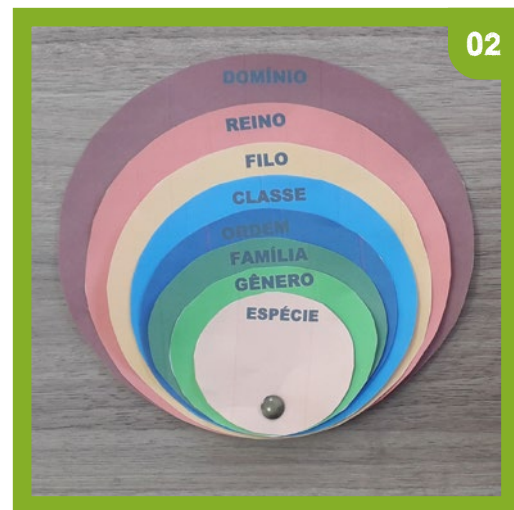 02
DOMÍNIO
REINO
FILO
CLASSE
ORDEM
FAMÍLIA
GÊNERO
ESPÉCIE